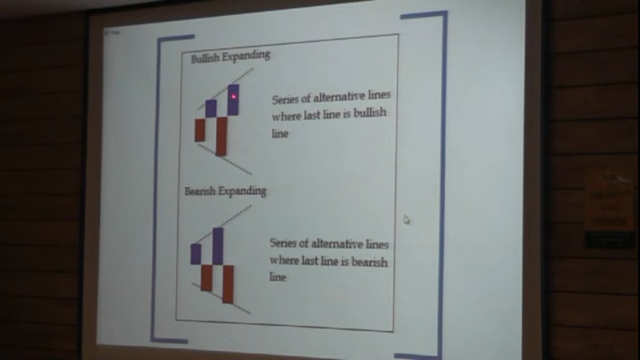 Bullish Expanding
Series of alternative lines
where last line is bullish
line
Bearish Expanding
Series of alternative lines
where last line is bearish
line